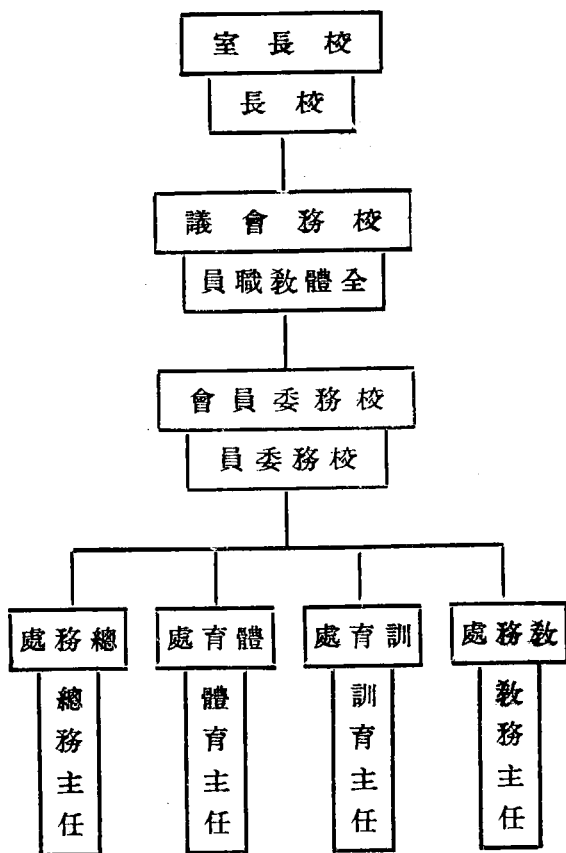 校長室
校長
校務會議
全體教職員
校務委員會
校務委員
教務處
訓育處
體育處
總務處
教務主任
訓育主任
體育主任
總務主任